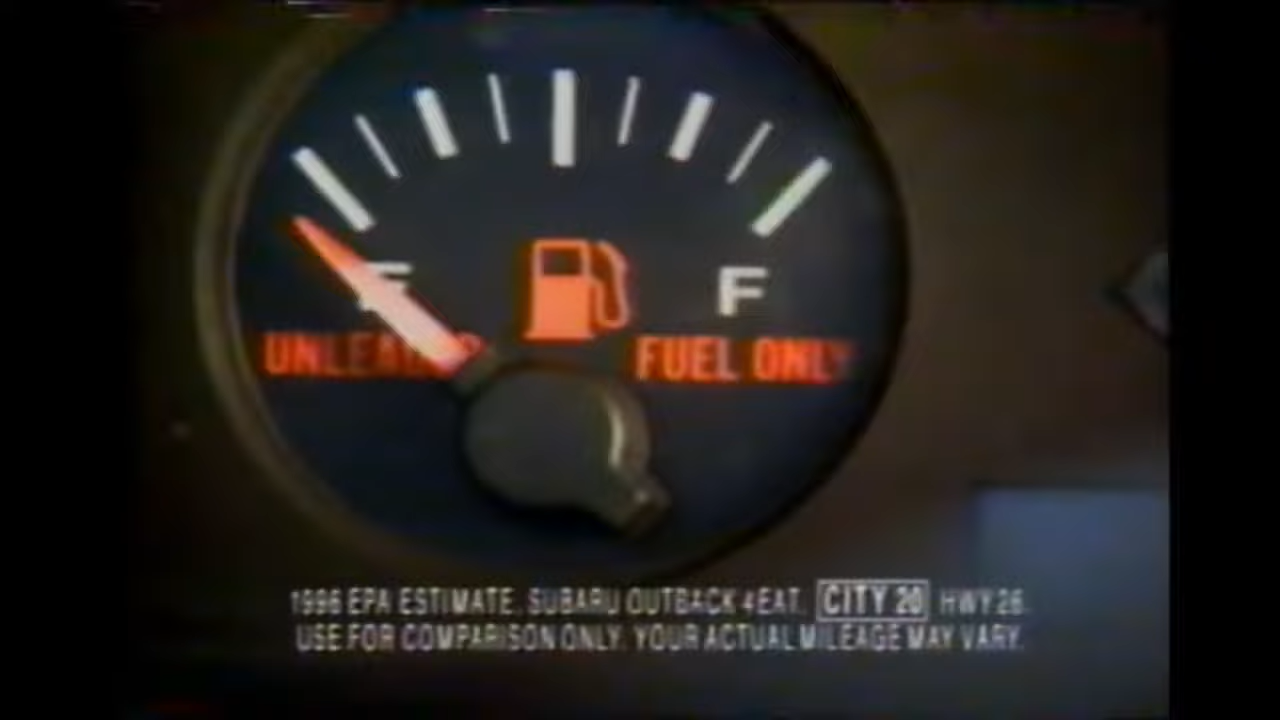 E F
UNLEADED FUEL ONLY
1996 EPA ESTIMATE. SUBARU OUTBACK 4EAT. CITY 20 HWY 26.
USE FOR COMPARISON ONLY. YOUR ACTUAL MILEAGE MAY VARY.